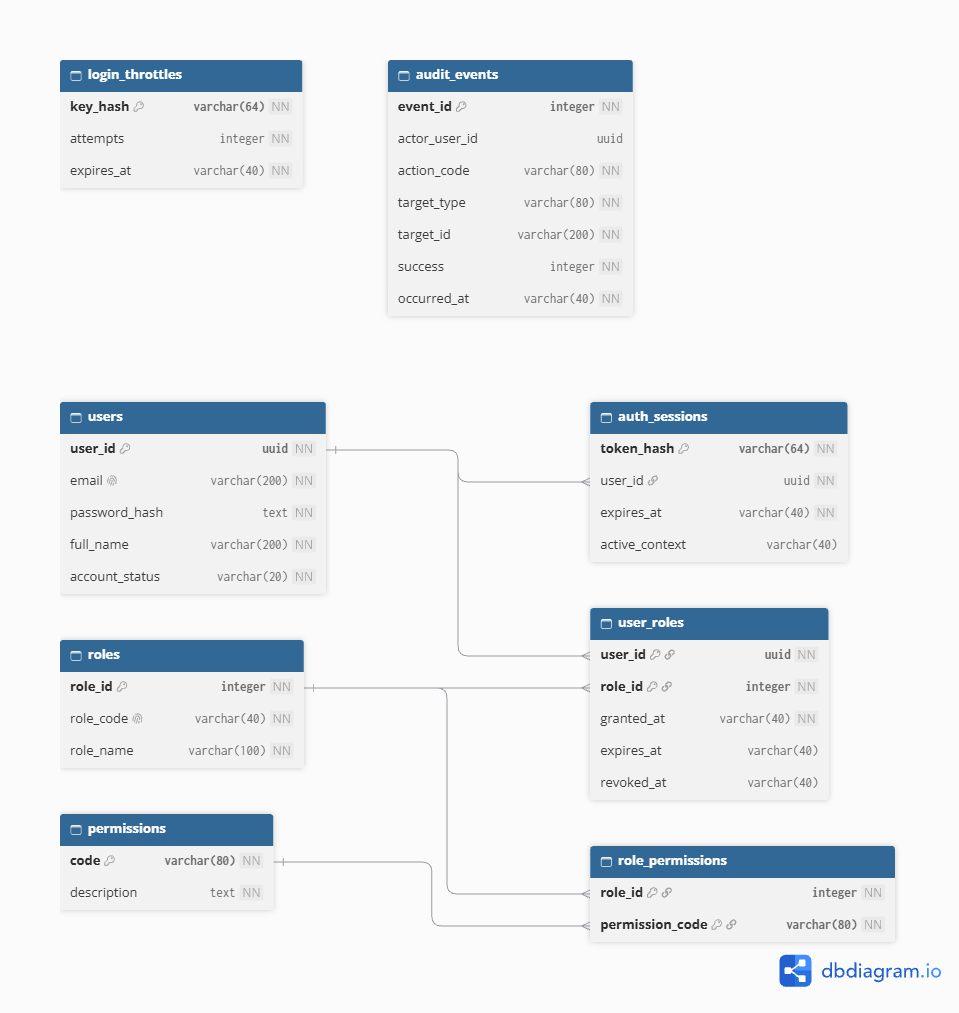 login_throttles
key_hash varchar(64) NN
attempts integer NN
expires_at varchar(40) NN
audit_events
event_id integer NN
actor_user_id uuid
action_code varchar(80) NN
target_type varchar(80) NN
target_id varchar(200) NN
success integer NN
occurred_at varchar(40) NN
users
user_id uuid NN
email varchar(200) NN
password_hash text NN
full_name varchar(200) NN
account_status varchar(20) NN
auth_sessions
token_hash varchar(64) NN
user_id uuid NN
expires_at varchar(40) NN
active_context varchar(40)
roles
role_id integer NN
role_code varchar(40) NN
role_name varchar(100) NN
user_roles
user_id uuid NN
role_id integer NN
granted_at varchar(40) NN
expires_at varchar(40)
revoked_at varchar(40)
permissions
code varchar(80) NN
description text NN
role_permissions
role_id integer NN
permission_code varchar(80) NN
dbdiagram.io